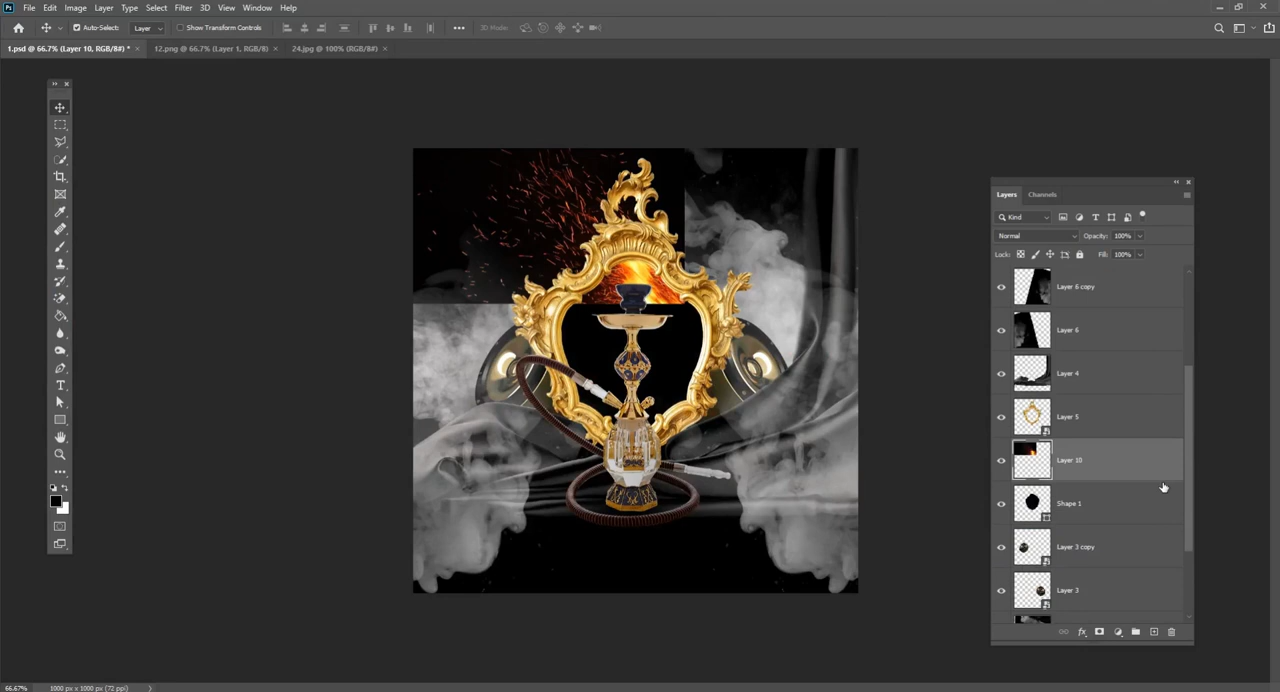 Ps File Edit Image Layer Type Select Filter 3D View Window Help
Auto-Select: Layer Show Transform Controls 3D Mode:
1.psd @ 66.7% (Layer 10, RGB/8#) * × 12.png @ 66.7% (Layer 1, RGB/8) × 24.jpg @ 100% (RGB/8#) ×
Layers Channels
Kind
Normal Opacity: 100%
Lock: Fill: 100%
Layer 6 copy
Layer 6
Layer 4
Layer 5
Layer 10
Shape 1
Layer 3 copy
Layer 3
fx
66.67% 1000 px x 1000 px (72 ppi)